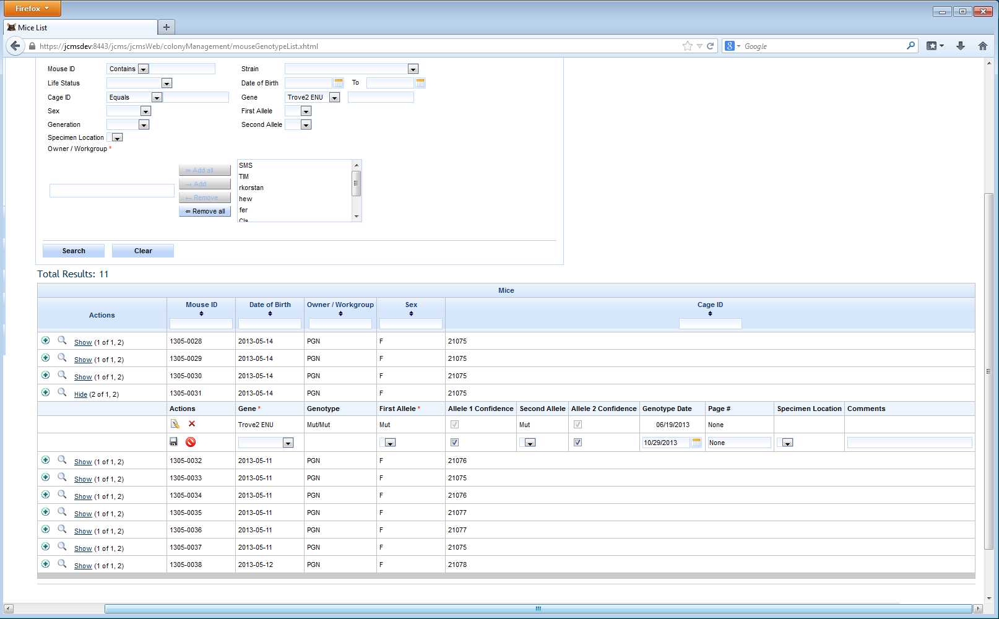 Firefox
Mice List
https://jcmsdev:8443/jcms/jcmsWeb/colonyManagement/mouseGenotypeList.xhtml
Google
Mouse ID Contains Strain
Life Status Date of Birth To
Cage ID Equals Gene Trove2 ENU
Sex First Allele
Generation Second Allele
Specimen Location
Owner / Workgroup *
⇒ Add all
→ Add
← Remove
⇐ Remove all
SMS
TIM
rkorstan
hew
fer
Cla
Search Clear
Total Results: 11
Mice
Actions Mouse ID Date of Birth Owner / Workgroup Sex Cage ID
Show (1 of 1, 2) 1305-0028 2013-05-14 PGN F 21075
Show (1 of 1, 2) 1305-0029 2013-05-14 PGN F 21075
Show (1 of 1, 2) 1305-0030 2013-05-14 PGN F 21075
Hide (2 of 1, 2) 1305-0031 2013-05-14 PGN F 21075
Actions Gene * Genotype First Allele * Allele 1 Confidence Second Allele Allele 2 Confidence Genotype Date Page # Specimen Location Comments
Trove2 ENU Mut/Mut Mut Mut 06/19/2013 None
10/29/2013 None
Show (1 of 1, 2) 1305-0032 2013-05-11 PGN F 21076
Show (1 of 1, 2) 1305-0033 2013-05-11 PGN F 21075
Show (1 of 1, 2) 1305-0034 2013-05-11 PGN F 21076
Show (1 of 1, 2) 1305-0035 2013-05-11 PGN F 21077
Show (1 of 1, 2) 1305-0036 2013-05-11 PGN F 21077
Show (1 of 1, 2) 1305-0037 2013-05-11 PGN F 21075
Show (1 of 1, 2) 1305-0038 2013-05-12 PGN F 21078